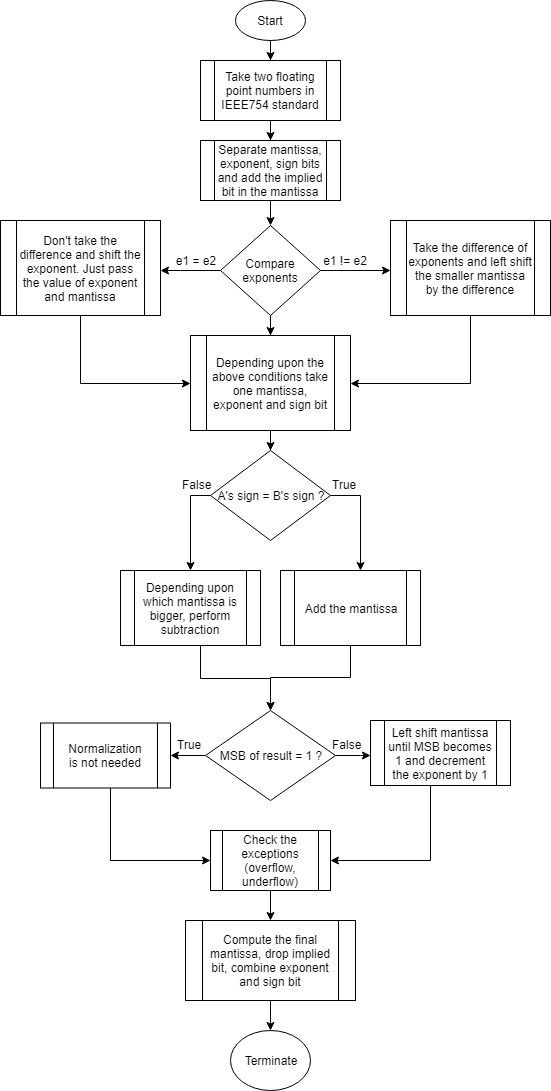 Start
Take two floating
point numbers in
IEEE754 standard
Separate mantissa,
exponent, sign bits
and add the implied
bit in the mantissa
Don't take the
difference and shift the
exponent. Just pass
the value of exponent
and mantissa
e1 = e2
Compare
exponents
e1 != e2
Take the difference of
exponents and left shift
the smaller mantissa
by the difference
Depending upon the
above conditions take
one mantissa,
exponent and sign bit
False
A's sign = B's sign ?
True
Depending upon
which mantissa is
bigger, perform
subtraction
Add the mantissa
Normalization
is not needed
True
MSB of result = 1 ?
False
Left shift mantissa
until MSB becomes
1 and decrement
the exponent by 1
Check the
exceptions
(overflow,
underflow)
Compute the final
mantissa, drop implied
bit, combine exponent
and sign bit
Terminate